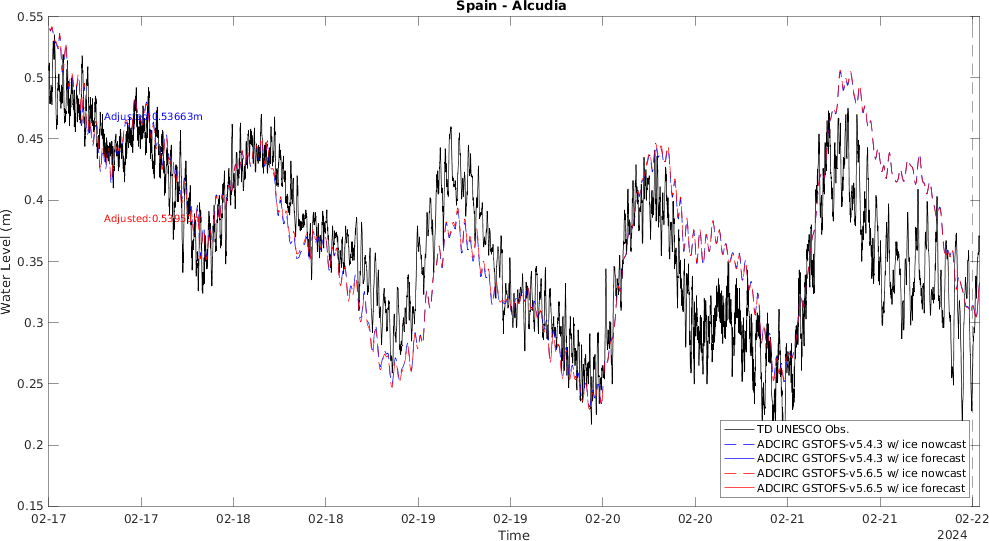 Spain - Alcudia
0.55
0.5
0.45
0.4
0.35
0.3
0.25
0.2
0.15
Water Level (m)
Adjusted:0.53663m
TD UNESCO Obs.
ADCIRC GSTOFS-v5.4.3 w/ ice nowcast
ADCIRC GSTOFS-v5.4.3 w/ ice forecast
ADCIRC GSTOFS-v5.6.5 w/ ice nowcast
ADCIRC GSTOFS-v5.6.5 w/ ice forecast
02-17 02-17 02-18 02-18 02-19 02-19 02-20 02-20 02-21 02-21 02-22
Time
2024